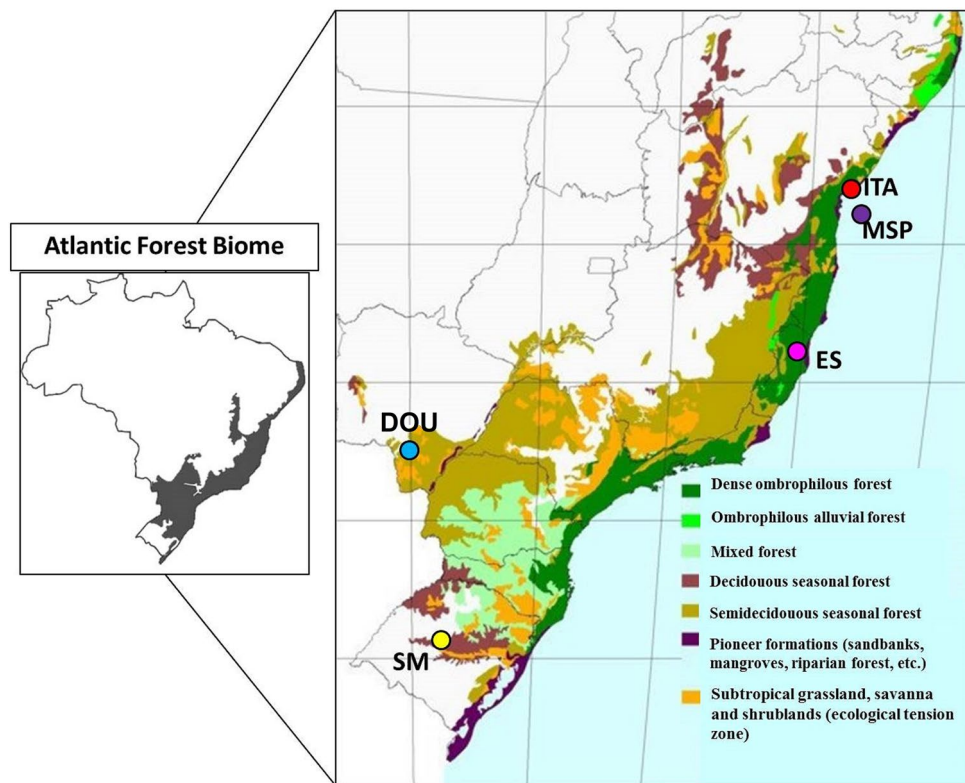 Atlantic Forest Biome
ITA
MSP
ES
DOU
SM
Dense ombrophilous forest
Ombrophilous alluvial forest
Mixed forest
Decidouous seasonal forest
Semidecidouous seasonal forest
Pioneer formations (sandbanks,
mangroves, riparian forest, etc.)
Subtropical grassland, savanna
and shrublands (ecological tension
zone)